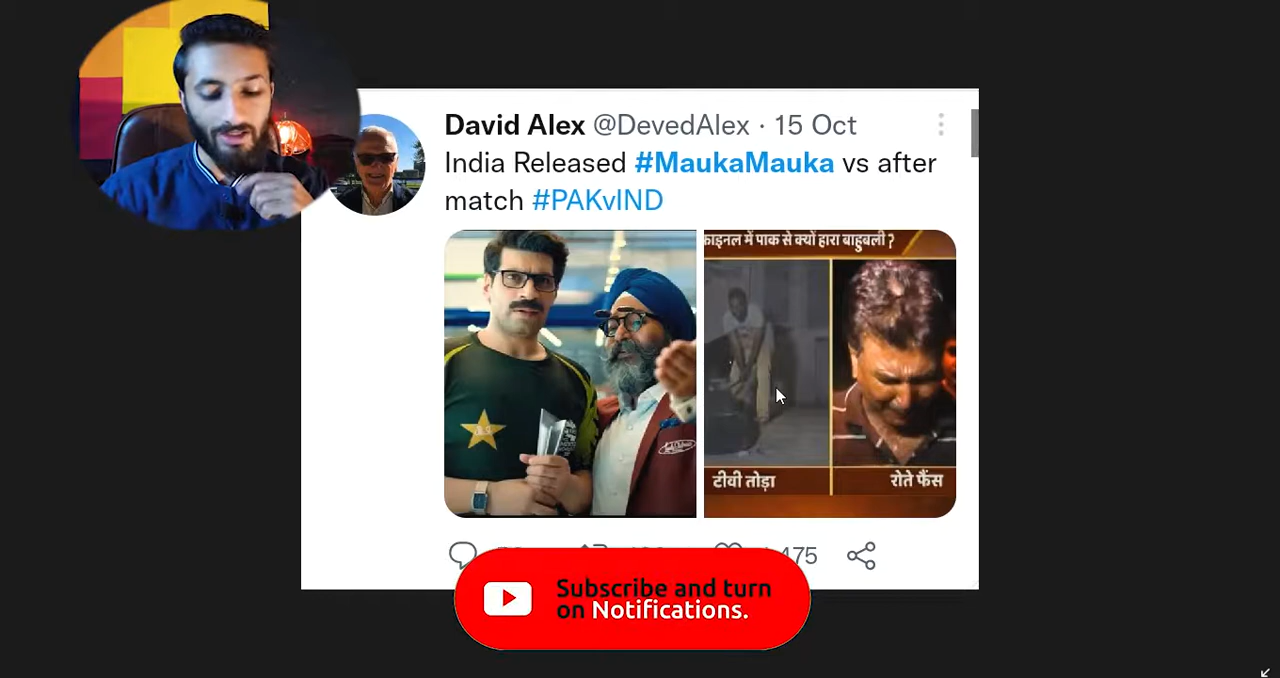 David Alex @DevedAlex · 15 Oct
India Released #MaukaMauka vs after
match #PAKvIND
फाइनल में पाक से क्यों हारा बाहुबली ?
टीवी तोड़ा
रोते फैंस
475
Subscribe and turn
on Notifications.